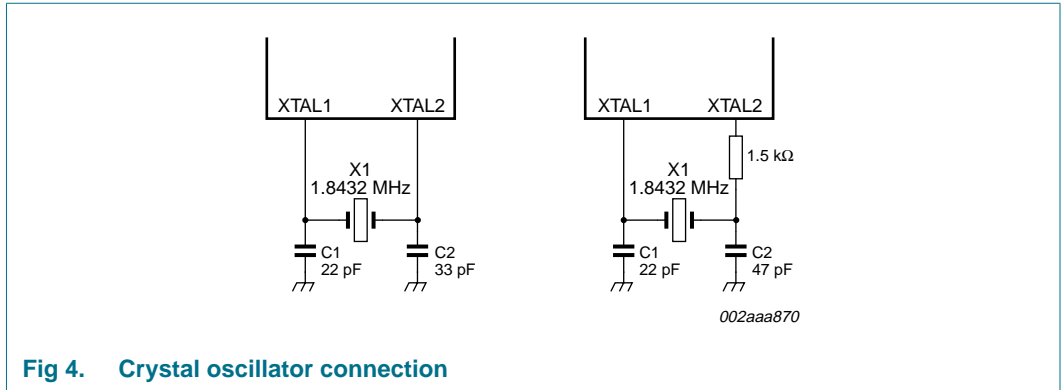 XTAL1 XTAL2
X1
1.8432 MHz
C1
22 pF
C2
33 pF
XTAL1 XTAL2
1.5 kΩ
X1
1.8432 MHz
C1
22 pF
C2
47 pF
002aaa870
Fig 4. Crystal oscillator connection